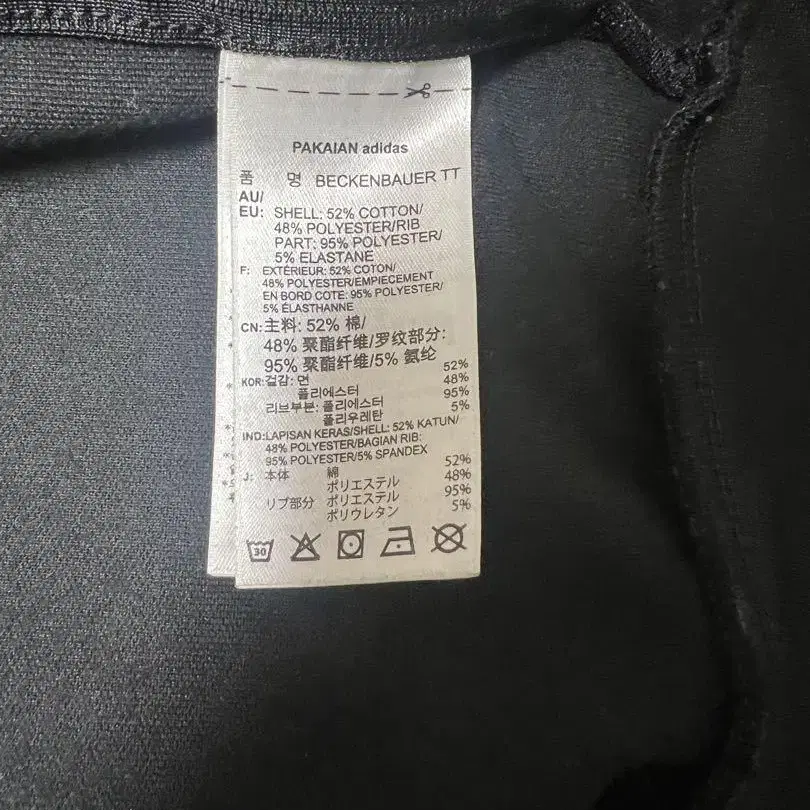 PAKAIAN adidas
품 명 BECKENBAUER TT
AU/
EU: SHELL: 52% COTTON/
48% POLYESTER/RIB
PART: 95% POLYESTER/
5% ELASTANE
F: EXTÉRIEUR: 52% COTON/
48% POLYESTER/EMPIECEMENT
EN BORD COTE: 95% POLYESTER/
5% ÉLASTHANNE
CN: 主料: 52% 棉/
48% 聚酯纤维/罗纹部分:
95% 聚酯纤维/5% 氨纶
KOR: 겉감: 면 52%
폴리에스터 48%
리브부분: 폴리에스터 95%
폴리우레탄 5%
IND: LAPISAN KERAS/SHELL: 52% KATUN/
48% POLYESTER/BAGIAN RIB:
95% POLYESTER/5% SPANDEX
J: 本体 綿 52%
ポリエステル 48%
リブ部分 ポリエステル 95%
ポリウレタン 5%
30